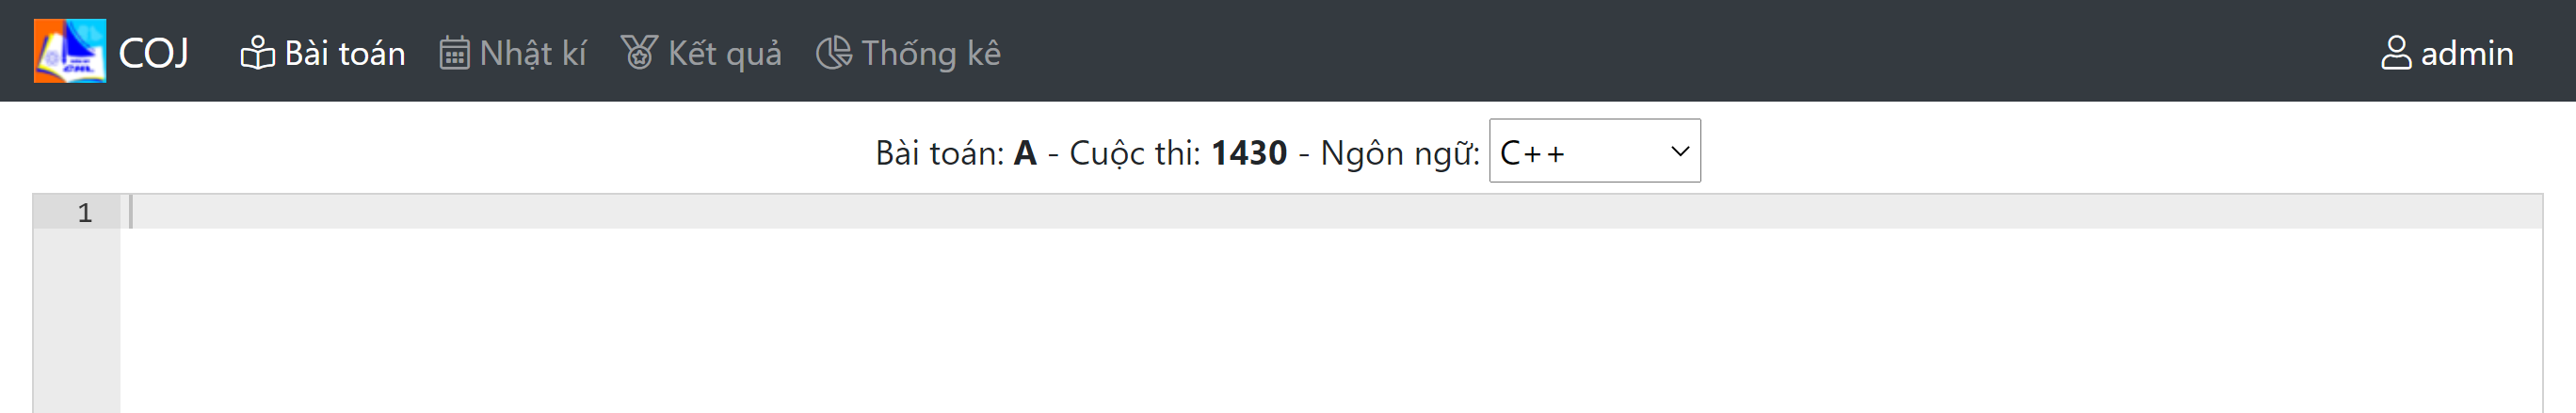 COJ Bài toán Nhật kí Kết quả Thống kê admin
Bài toán: A - Cuộc thi: 1430 - Ngôn ngữ: C++
1